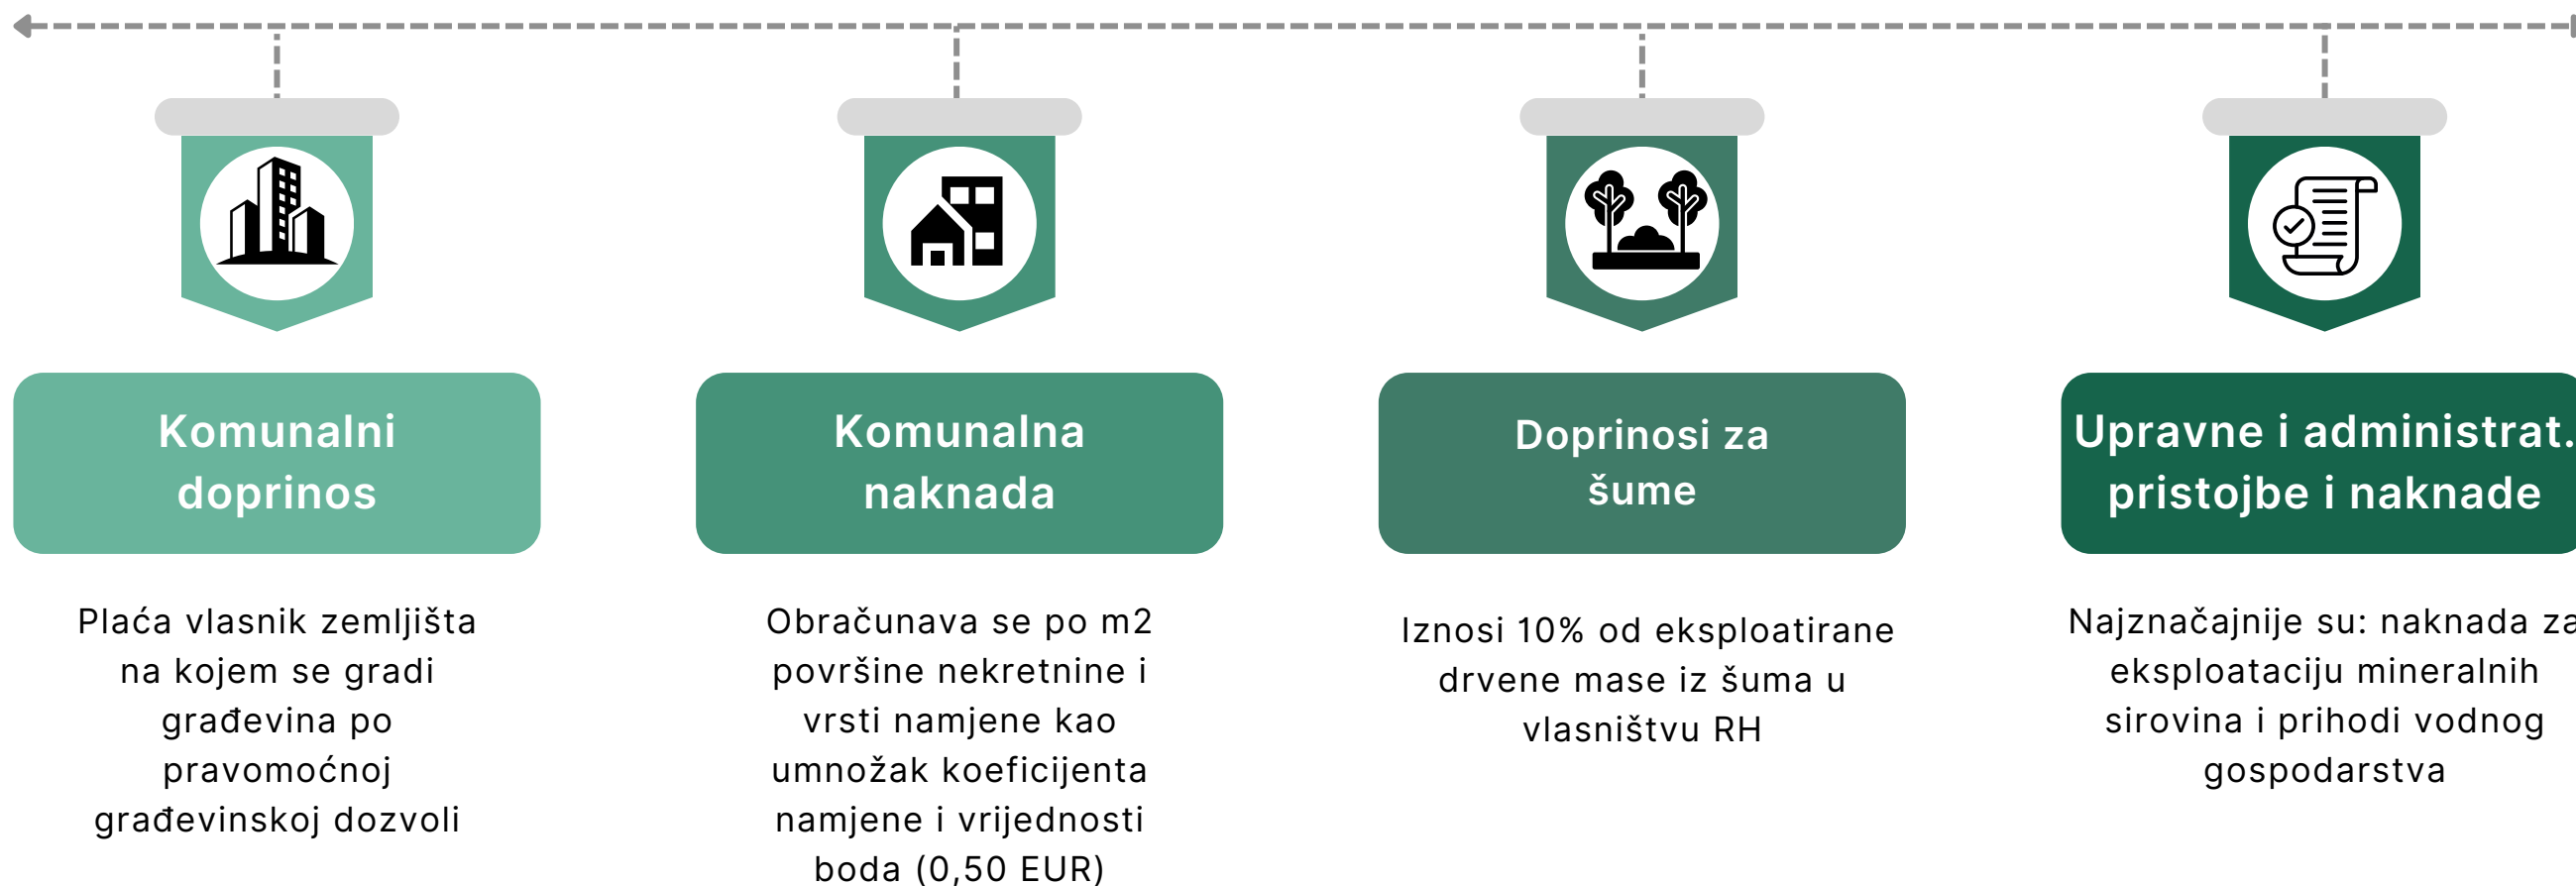 Komunalni
doprinos
Plaća vlasnik zemljišta
na kojem se gradi
građevina po
pravomoćnoj
građevinskoj dozvoli
Komunalna
naknada
Obračunava se po m2
površine nekretnine i
vrsti namjene kao
umnožak koeficijenta
namjene i vrijednosti
boda (0,50 EUR)
Doprinosi za
šume
Iznosi 10% od eksploatirane
drvene mase iz šuma u
vlasništvu RH
Upravne i administrat.
pristojbe i naknade
Najznačajnije su: naknada za
eksploataciju mineralnih
sirovina i prihodi vodnog
gospodarstva